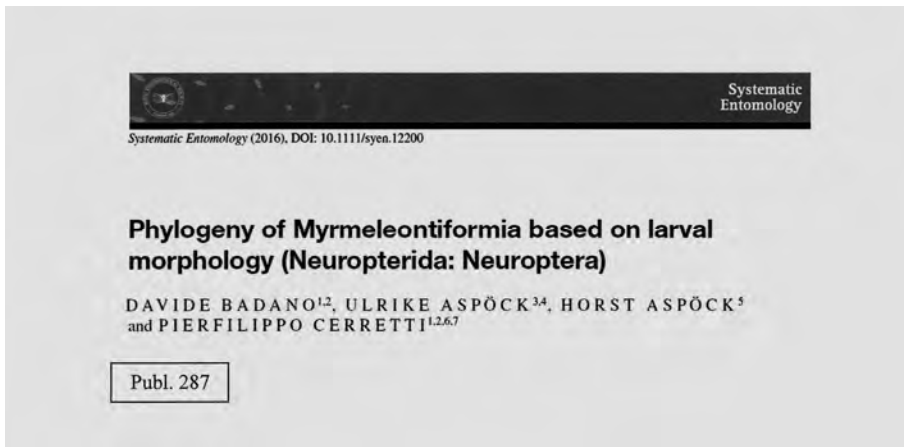 Systematic
Entomology
Systematic Entomology (2016), DOI: 10.1111/syen.12200
Phylogeny of Myrmeleontiformia based on larval
morphology (Neuropterida: Neuroptera)
DAVIDE BADANO1,2, ULRIKE ASPÖCK3,4, HORST ASPÖCK5
and PIERFILIPPO CERRETTI1,2,6,7
Publ. 287